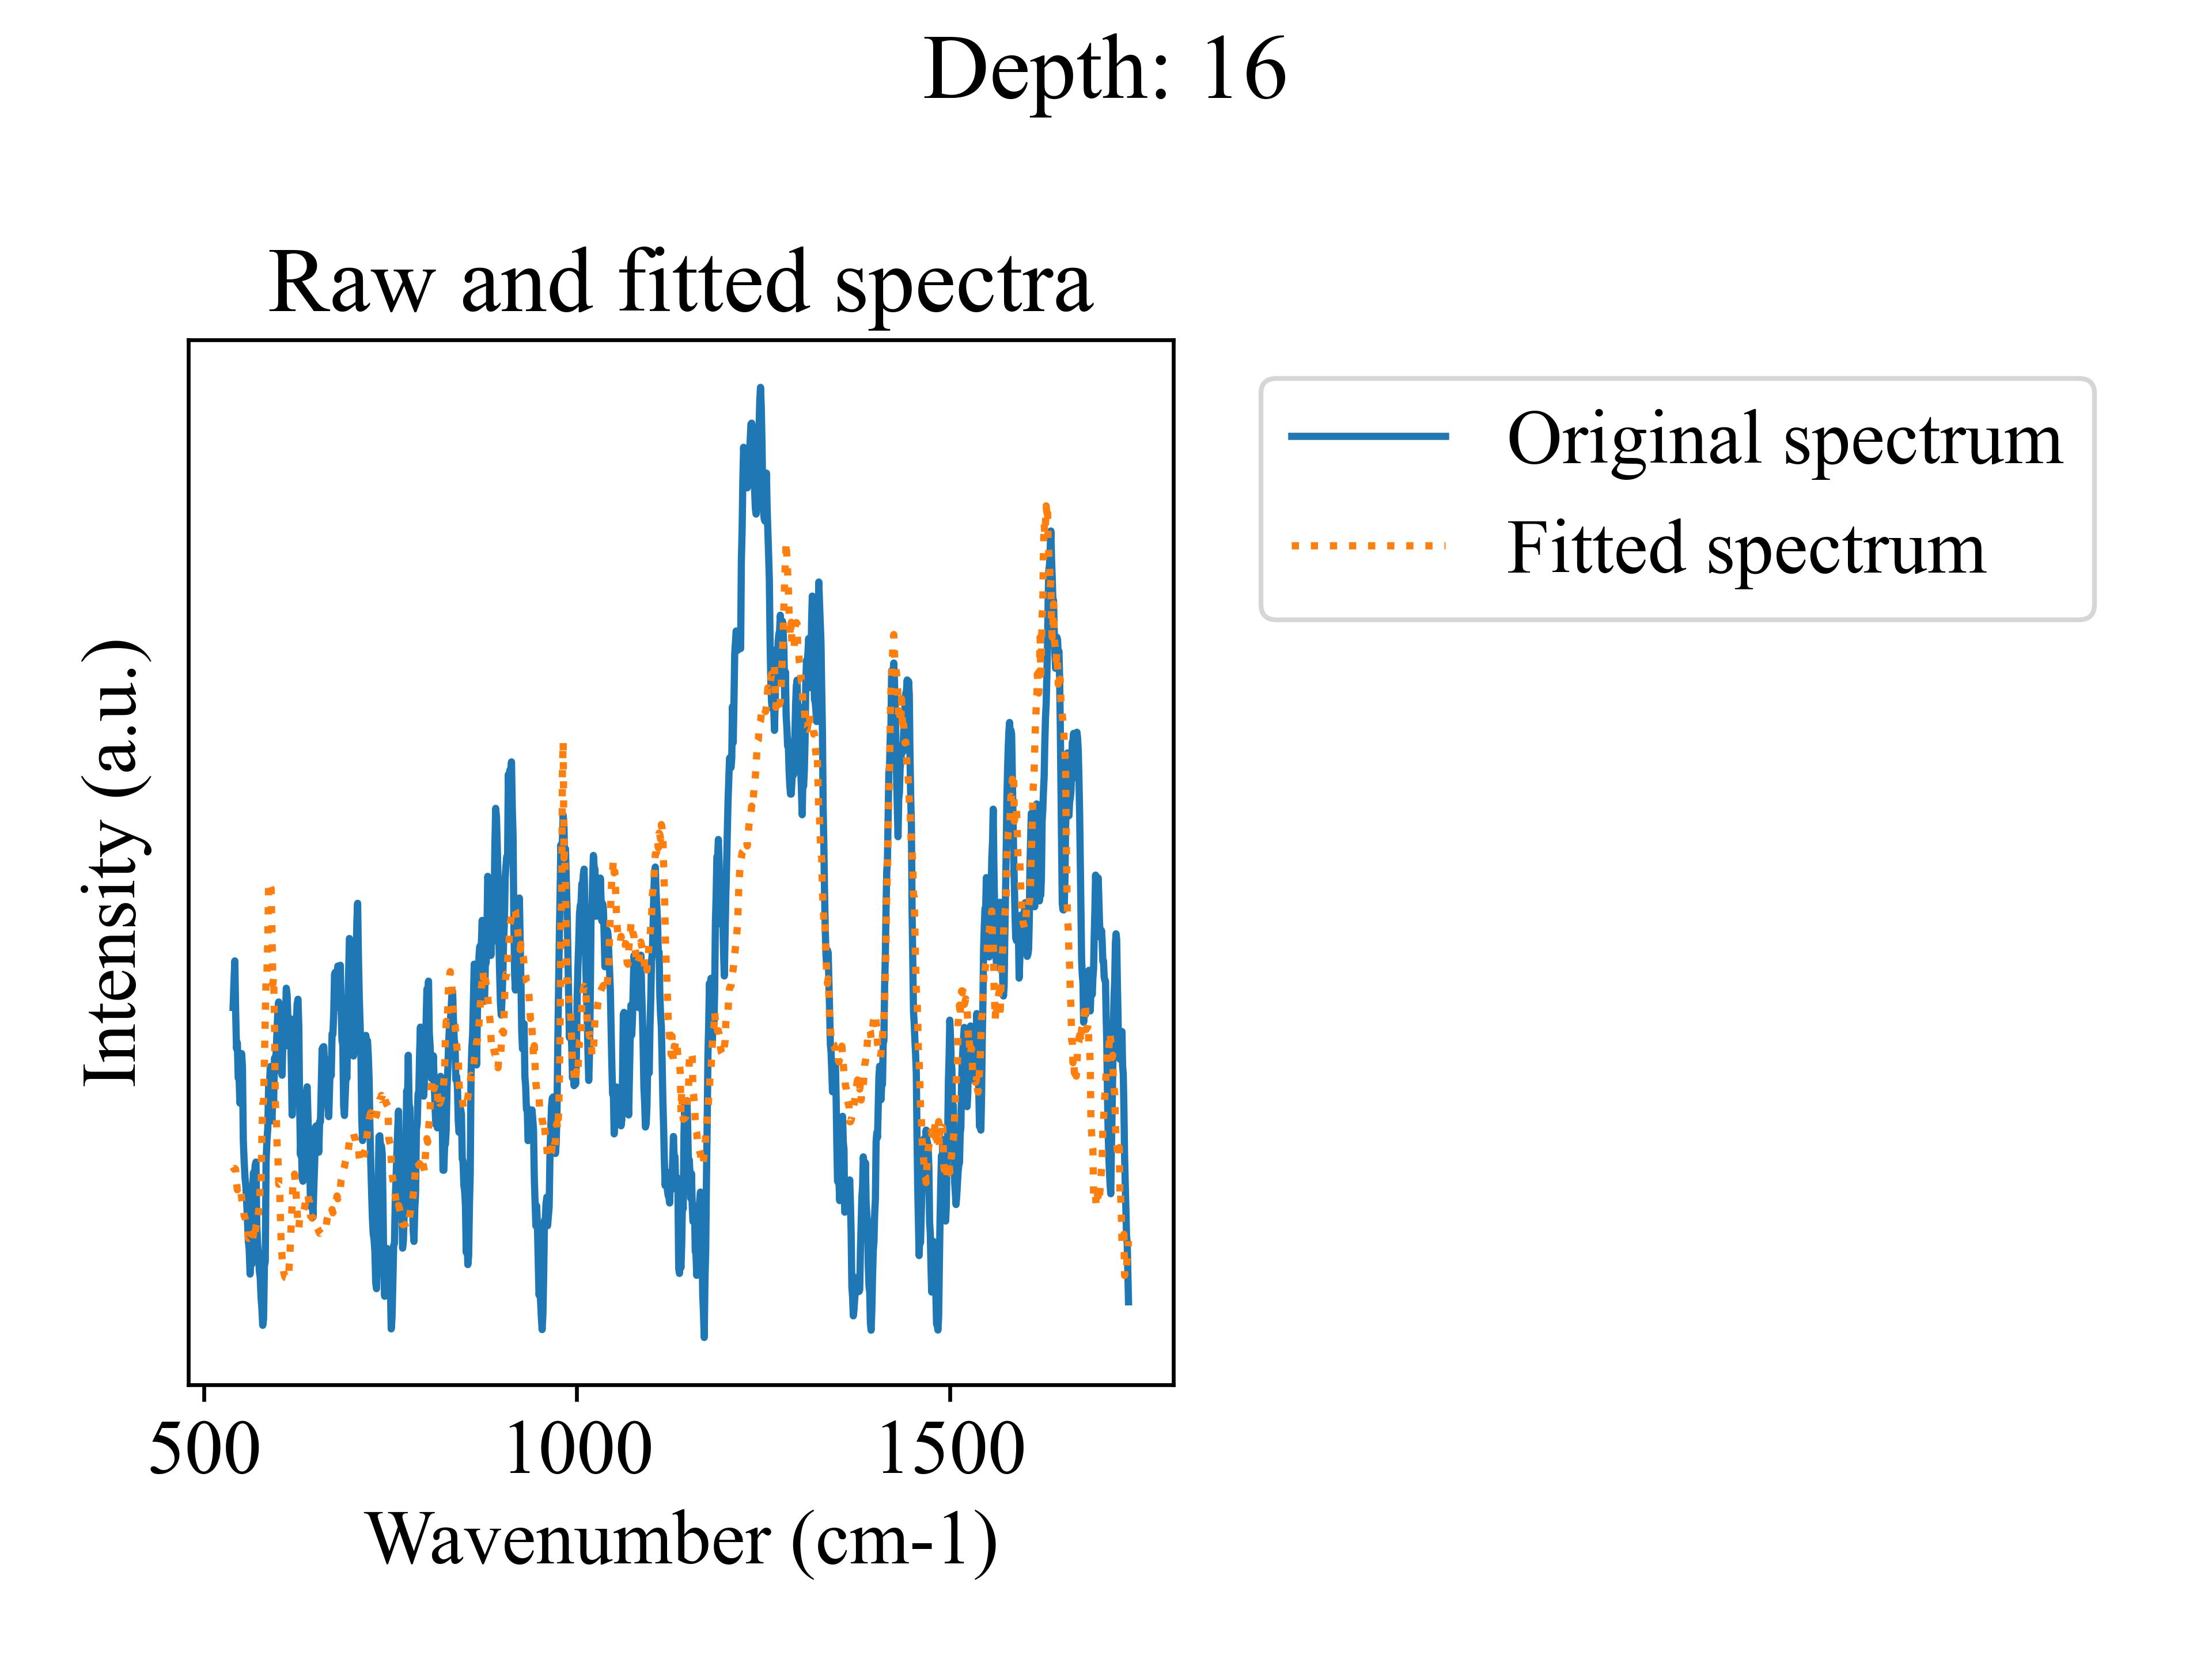 Depth: 16
Raw and fitted spectra
Original spectrum
Fitted spectrum
Intensity (a.u.)
500 1000 1500
Wavenumber (cm-1)